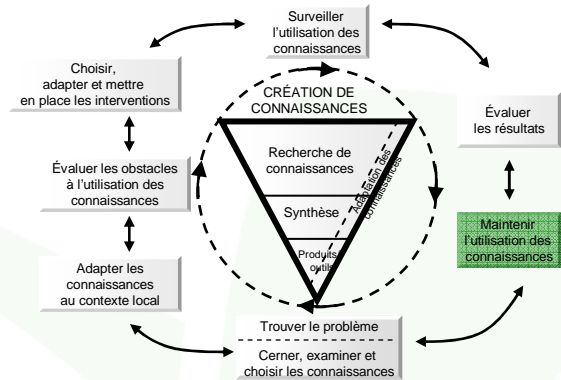 Surveiller
l'utilisation des
connaissances
Choisir,
adapter et mettre
en place les interventions
CRÉATION DE
CONNAISSANCES
Évaluer
les résultats
Recherche de
connaissances
Adaptation des
connaissances
Évaluer les obstacles
à l'utilisation des
connaissances
Synthèse
Maintenir
l'utilisation des
connaissances
Produits/
outils
Adapter les
connaissances
au contexte local
Trouver le problème
Cerner, examiner et
choisir les connaissances